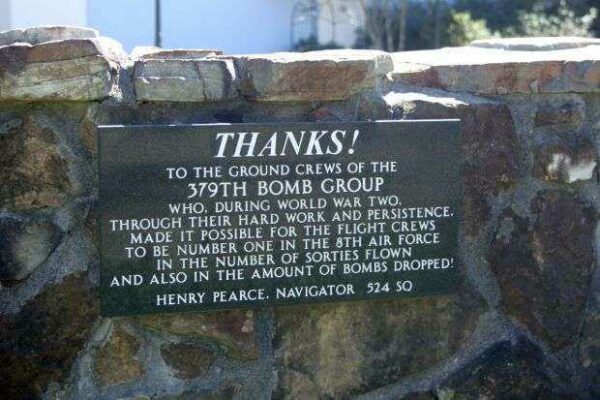 THANKS!
TO THE GROUND CREWS OF THE
379TH BOMB GROUP
WHO, DURING WORLD WAR TWO,
THROUGH THEIR HARD WORK AND PERSISTENCE,
MADE IT POSSIBLE FOR THE FLIGHT CREWS
TO BE NUMBER ONE IN THE 8TH AIR FORCE
IN THE NUMBER OF SORTIES FLOWN
AND ALSO IN THE AMOUNT OF BOMBS DROPPED!
HENRY PEARCE, NAVIGATOR 524 SQ